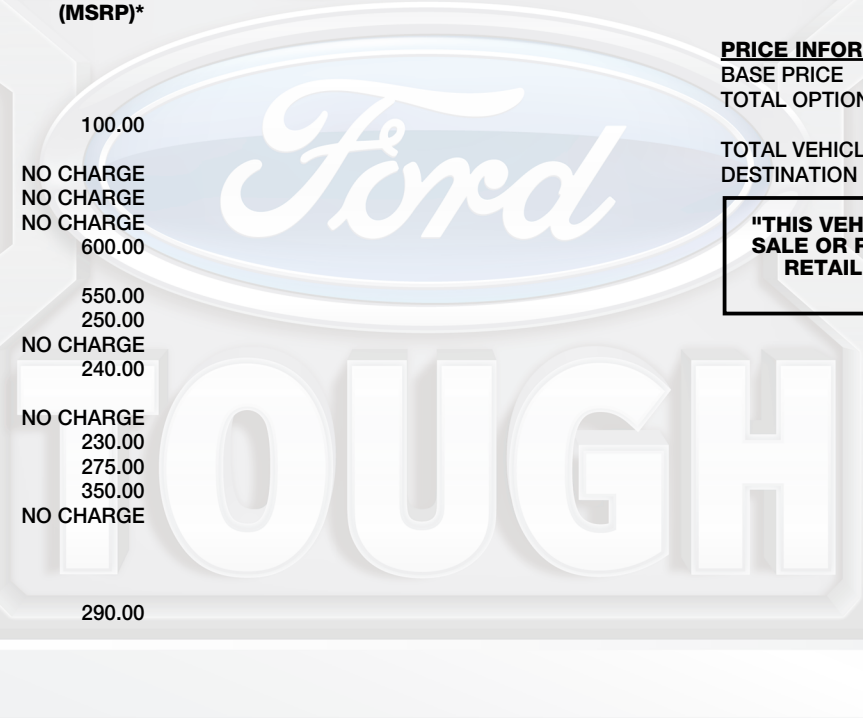 (MSRP)*
100.00
NO CHARGE
NO CHARGE
NO CHARGE
600.00
550.00
250.00
NO CHARGE
240.00
NO CHARGE
230.00
275.00
350.00
NO CHARGE
290.00
PRICE INFOR
BASE PRICE
TOTAL OPTION
TOTAL VEHICL
DESTINATION
"THIS VEH
SALE OR
RETAIL
Ford
TOUGH